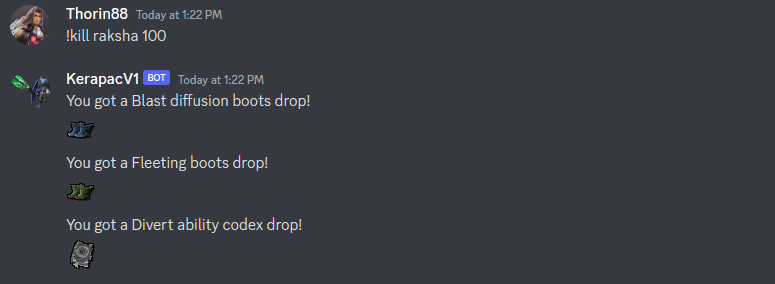 Thorin88 Today at 1:22 PM
!kill raksha 100
KerapacV1 BOT Today at 1:22 PM
You got a Blast diffusion boots drop!
You got a Fleeting boots drop!
You got a Divert ability codex drop!